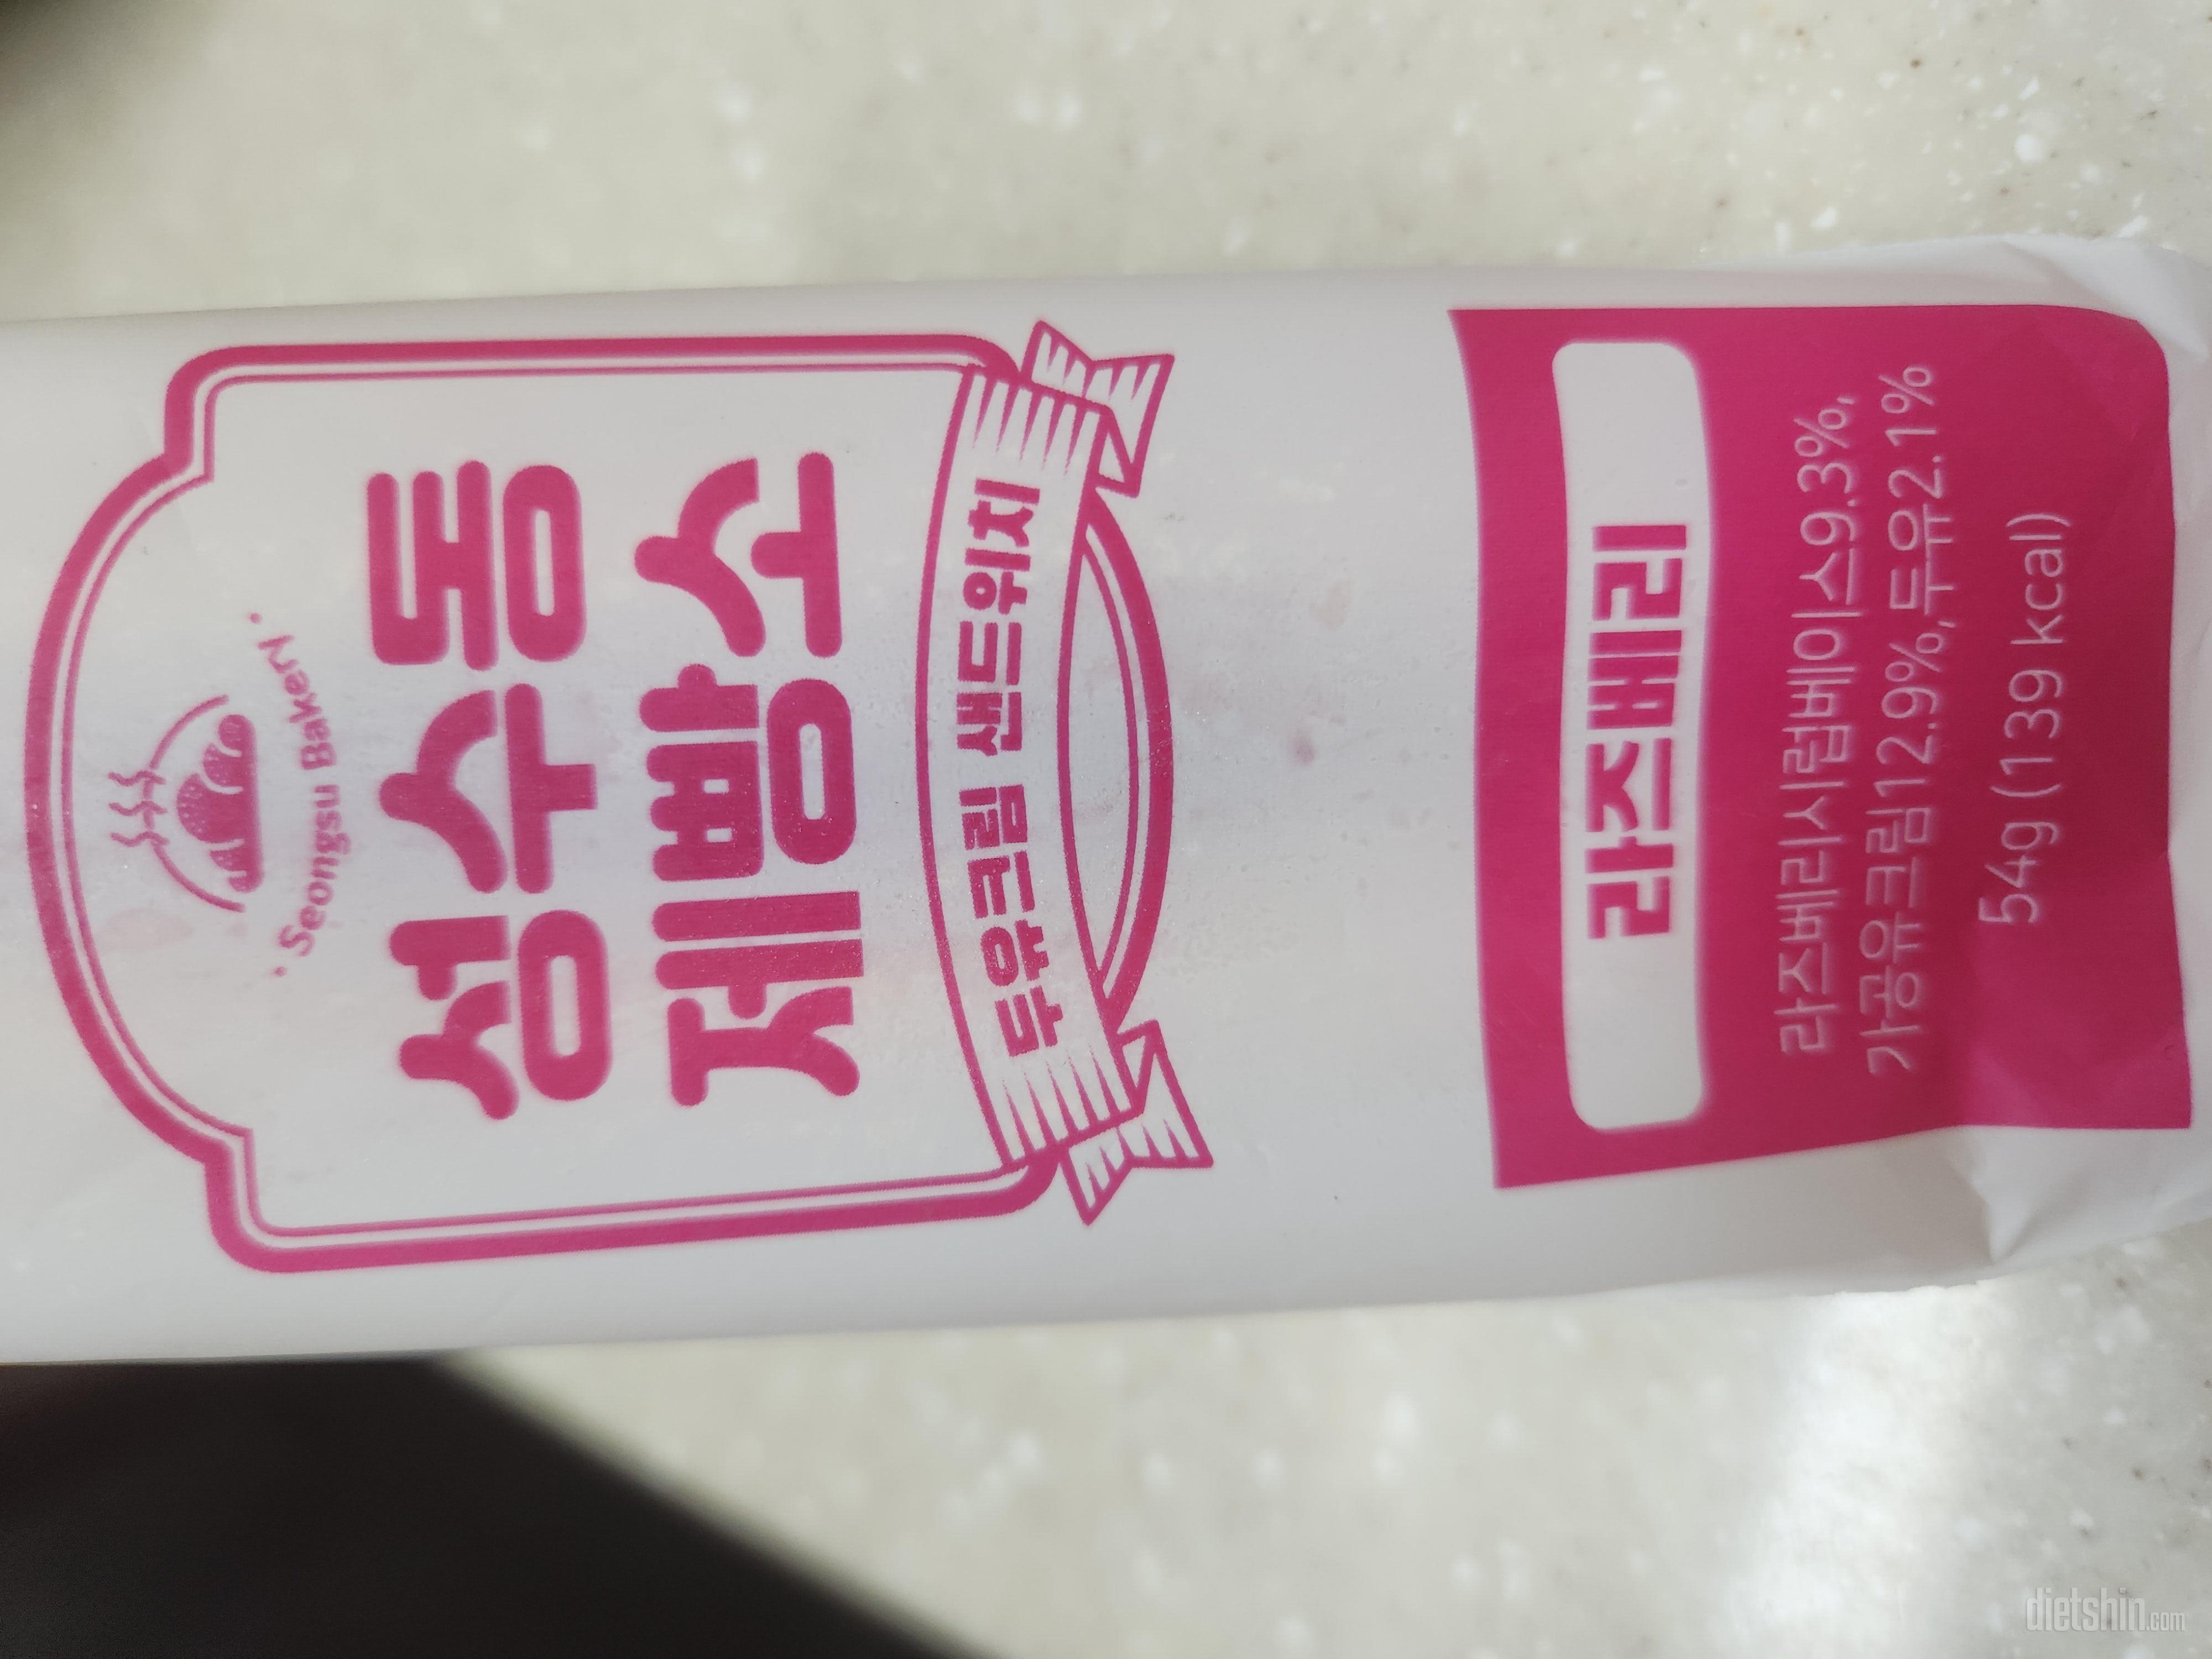 Seongsu Bakery
성수동
제빵소
두유크림 샌드위치
라즈베리
라즈베리시럽베이스9.3%,
가공유크림12.9%,두유2.1%
54g (139 kcal)
dietshin.com